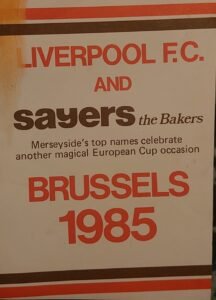 LIVERPOOL F.C.
AND
sayers the Bakers
Merseyside's top names celebrate
another magical European Cup occasion
BRUSSELS
1985